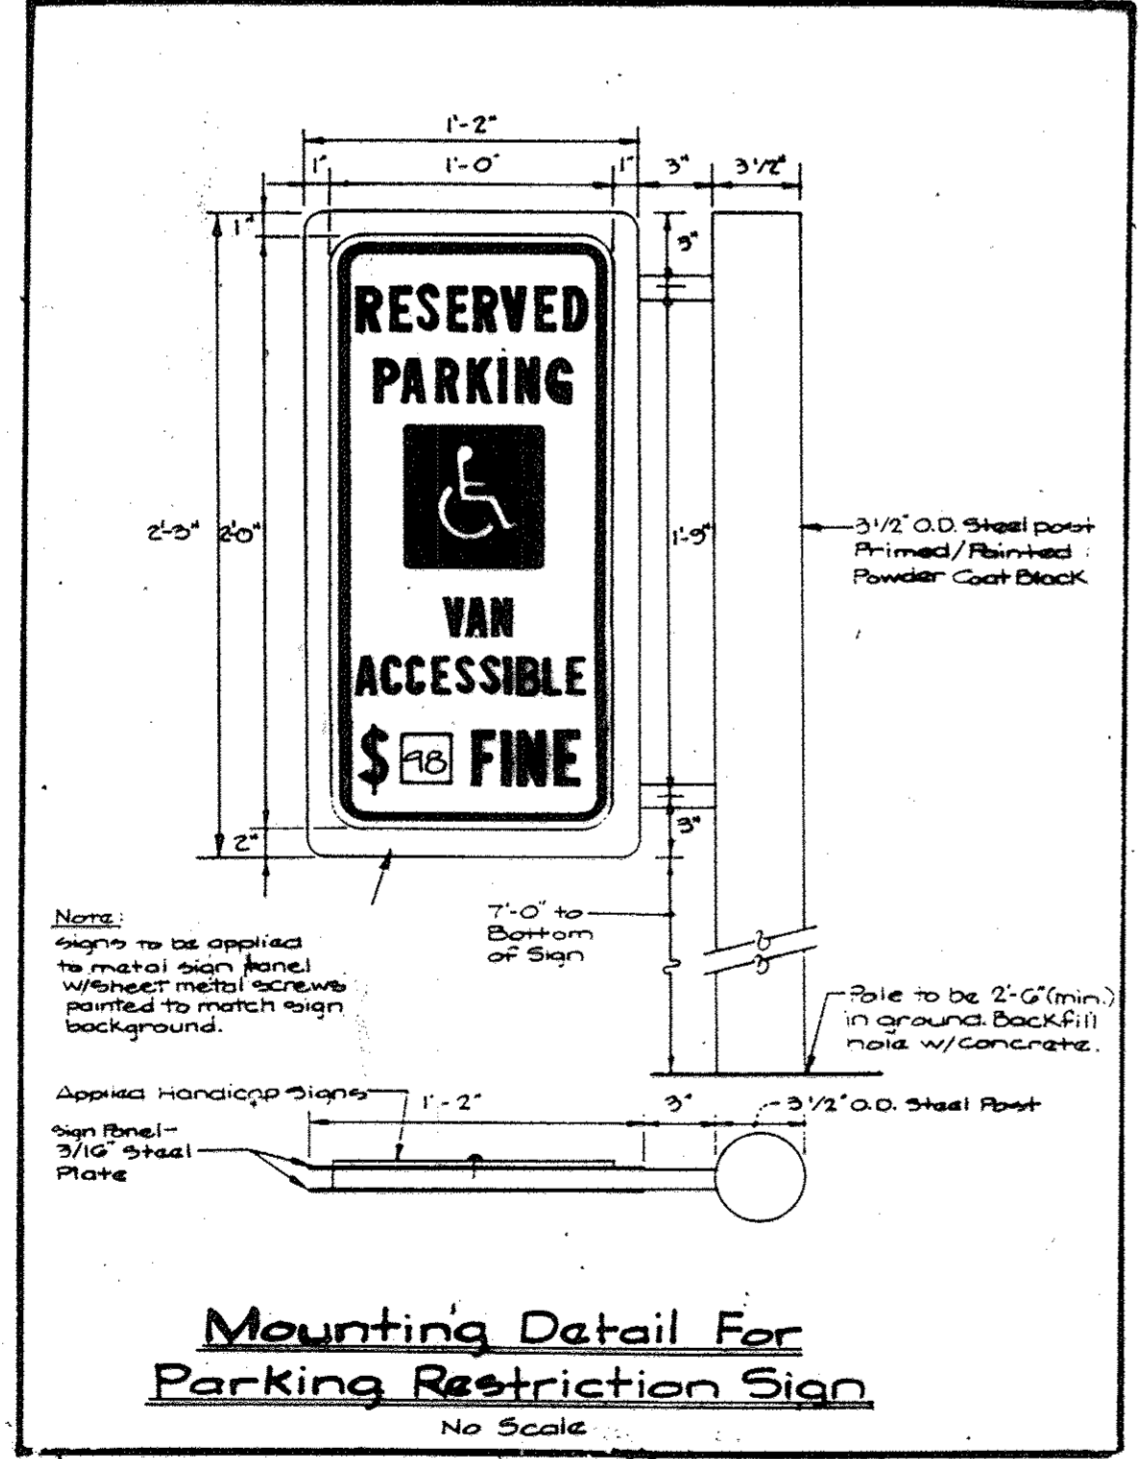 1'-2"
1" 1'-0" 1" 3" 3 1/2"
1"
3"
RESERVED
PARKING
2'-3" 2'-0"
1'-9"
3 1/2" O.D. Steel post
Primed/Painted
Powder Coat Black
VAN
ACCESSIBLE
$ 98 FINE
3"
2"
Note:
Signs to be applied
to metal sign panel
w/sheet metal screws
painted to match sign
background.
7'-0" to
Bottom
of Sign
Pole to be 2'-6" (min.)
in ground. Backfill
hole w/concrete.
Applied Handicap Signs
1'-2" 3" 3 1/2" O.D. Steel Post
Sign Panel-
3/16" Steel
Plate
Mounting Detail For
Parking Restriction Sign
No Scale